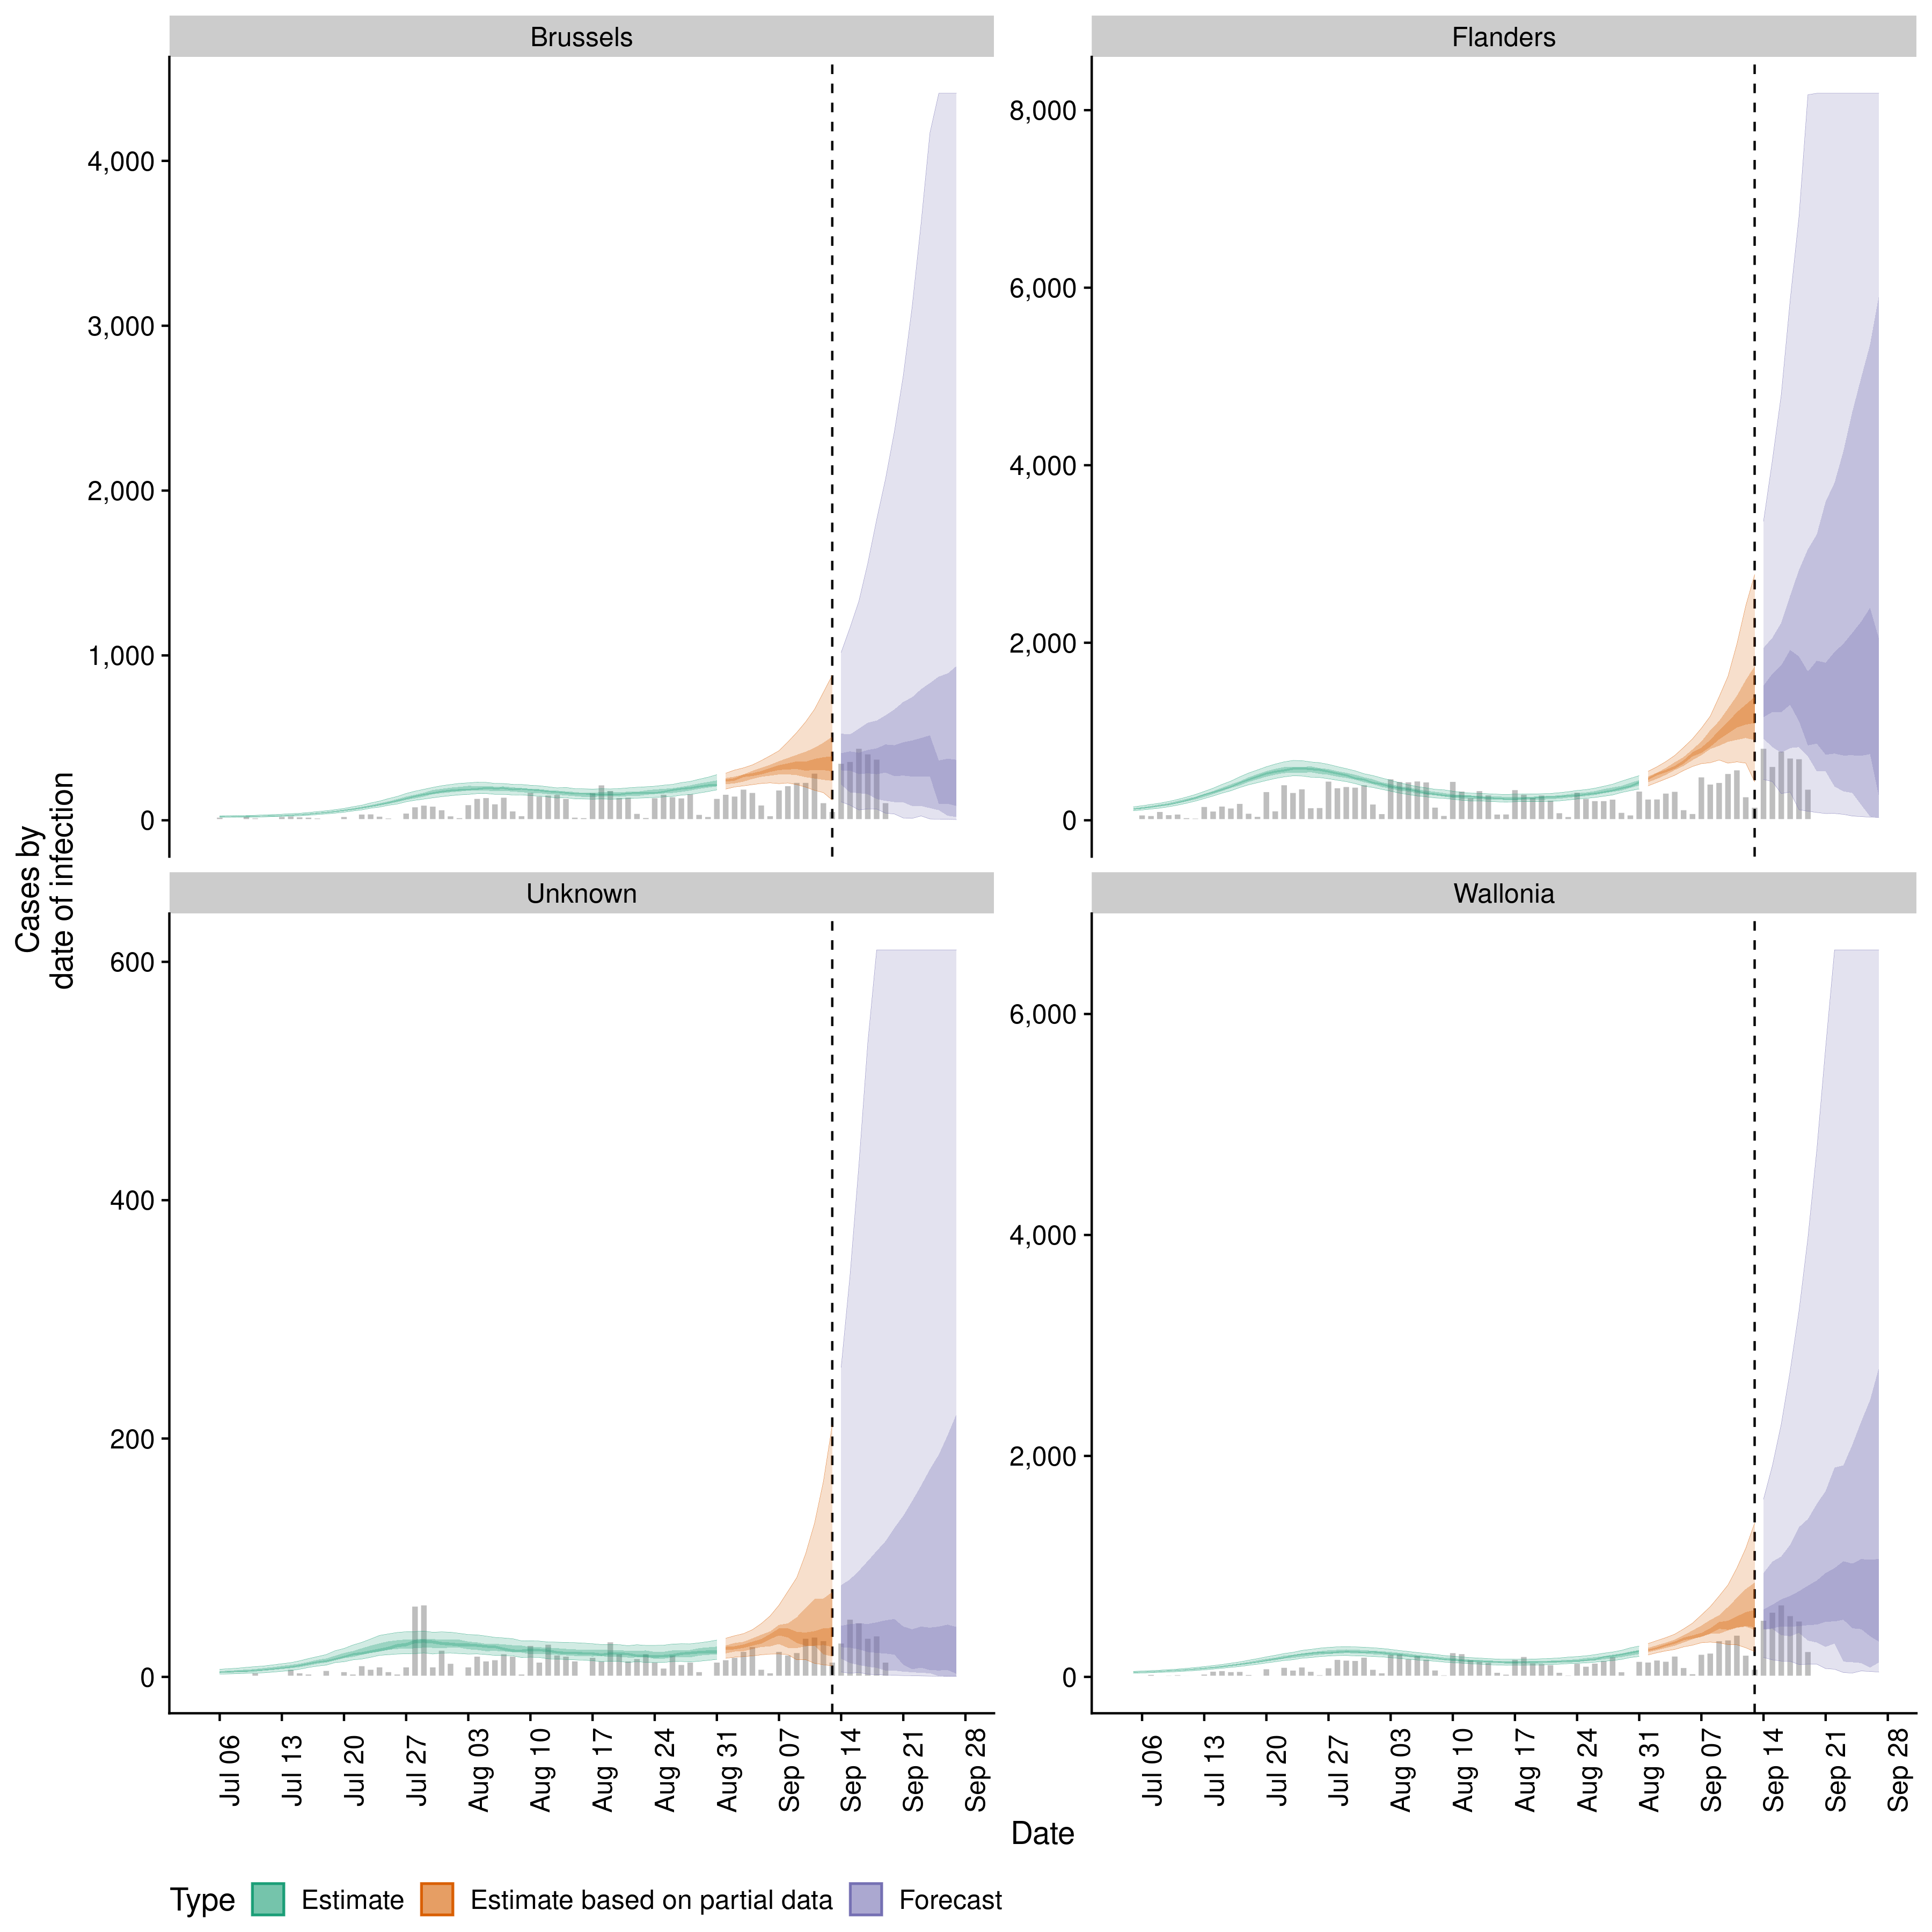 Brussels
Flanders
4,000
3,000
2,000
1,000
0
8,000
6,000
4,000
2,000
0
Cases by
date of infection
Unknown
Wallonia
600
400
200
0
6,000
4,000
2,000
0
Jul 06
Jul 13
Jul 20
Jul 27
Aug 03
Aug 10
Aug 17
Aug 24
Aug 31
Sep 07
Sep 14
Sep 21
Sep 28
Jul 06
Jul 13
Jul 20
Jul 27
Aug 03
Aug 10
Aug 17
Aug 24
Aug 31
Sep 07
Sep 14
Sep 21
Sep 28
Date
Type Estimate Estimate based on partial data Forecast